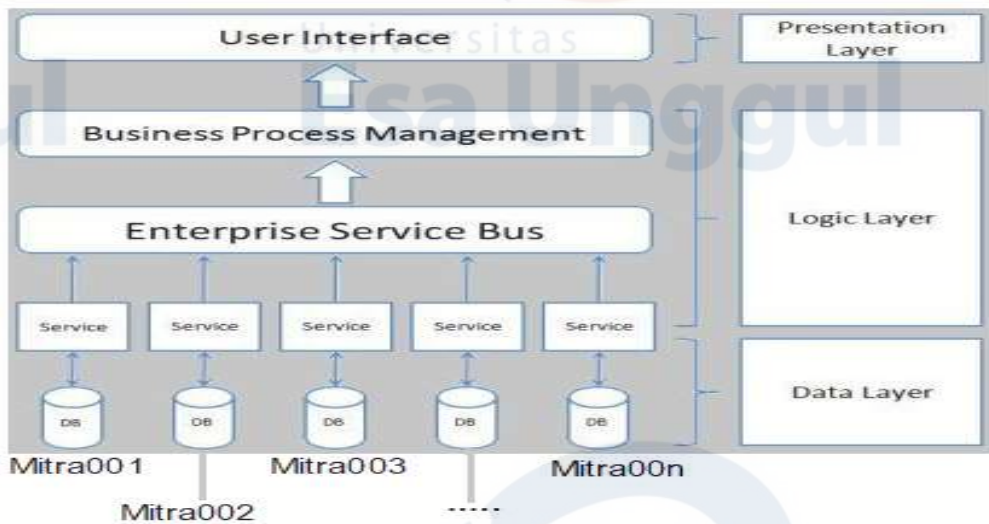 User Interface
Presentation
Layer
Universitas
Esa Unggul
ul
Business Process Management
Enterprise Service Bus
Logic Layer
Service Service Service Service Service
DB DB DB DB DB
Data Layer
Mitra001 Mitra003 Mitra00n
Mitra002 .....